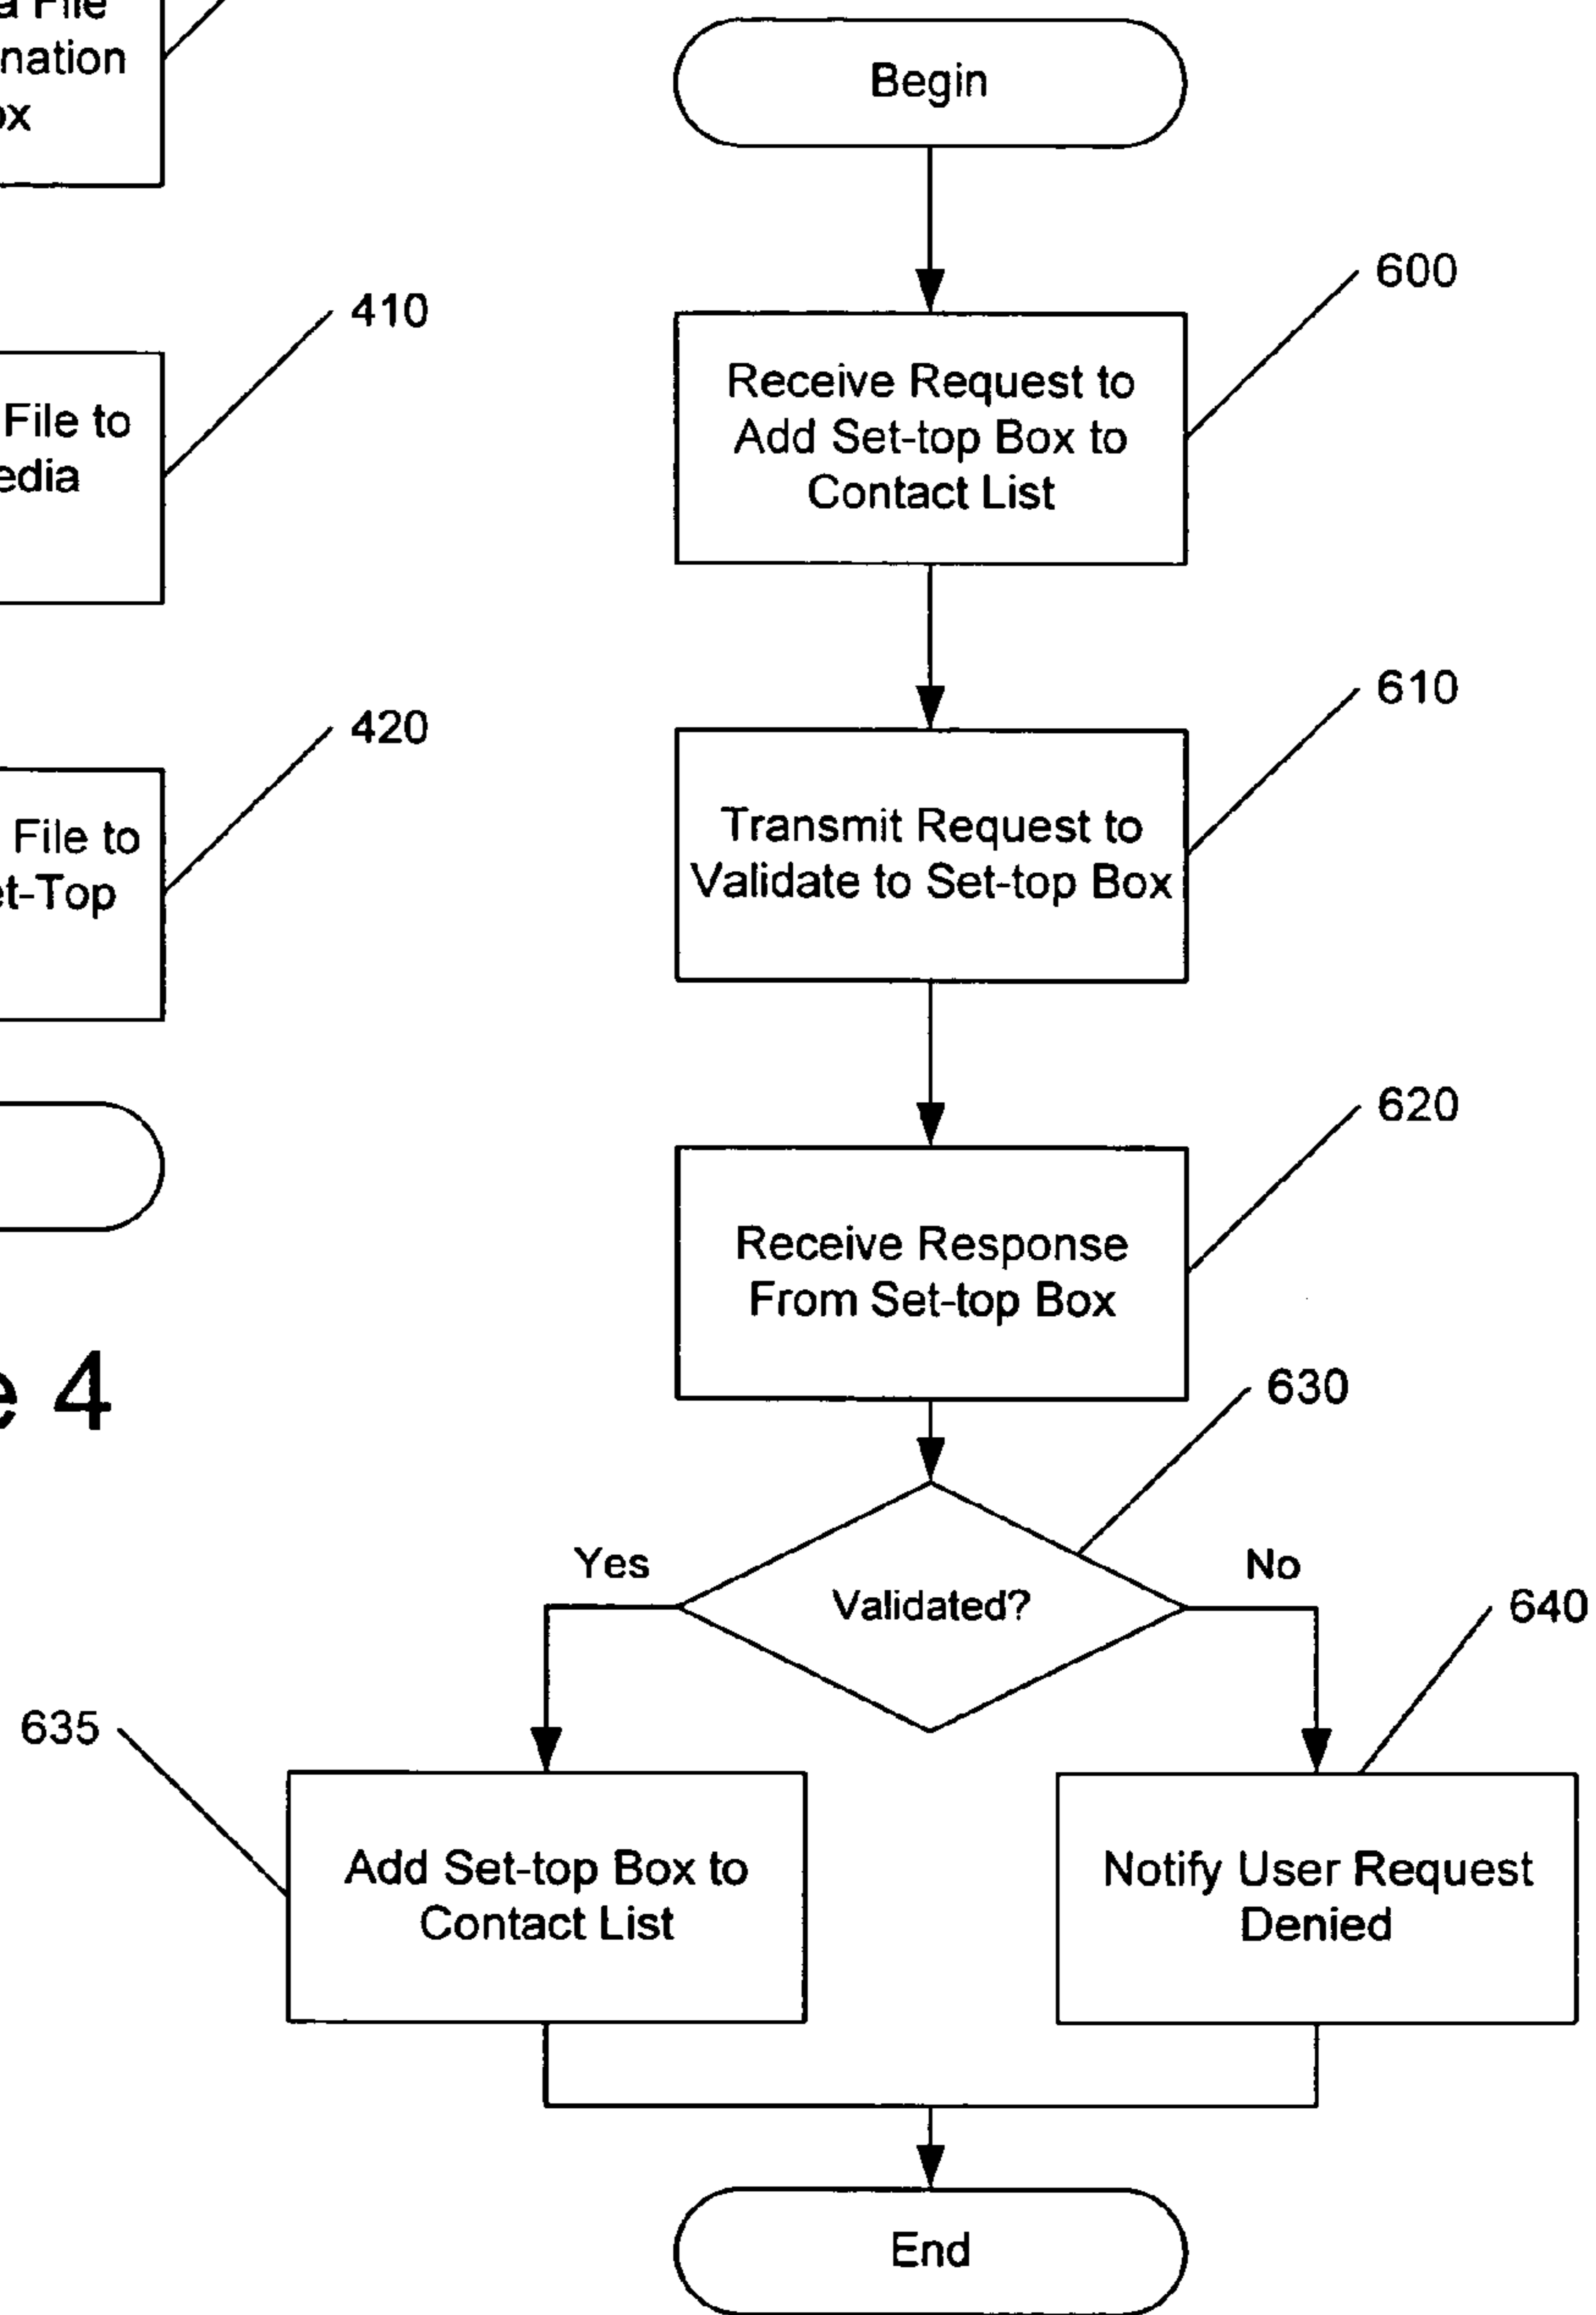 a File
nation
ox
410
File to
edia
420
File to
et-Top
e 4
Begin
600
Receive Request to
Add Set-top Box to
Contact List
610
Transmit Request to
Validate to Set-top Box
620
Receive Response
From Set-top Box
630
Yes
Validated?
No
640
635
Add Set-top Box to
Contact List
Notify User Request
Denied
End